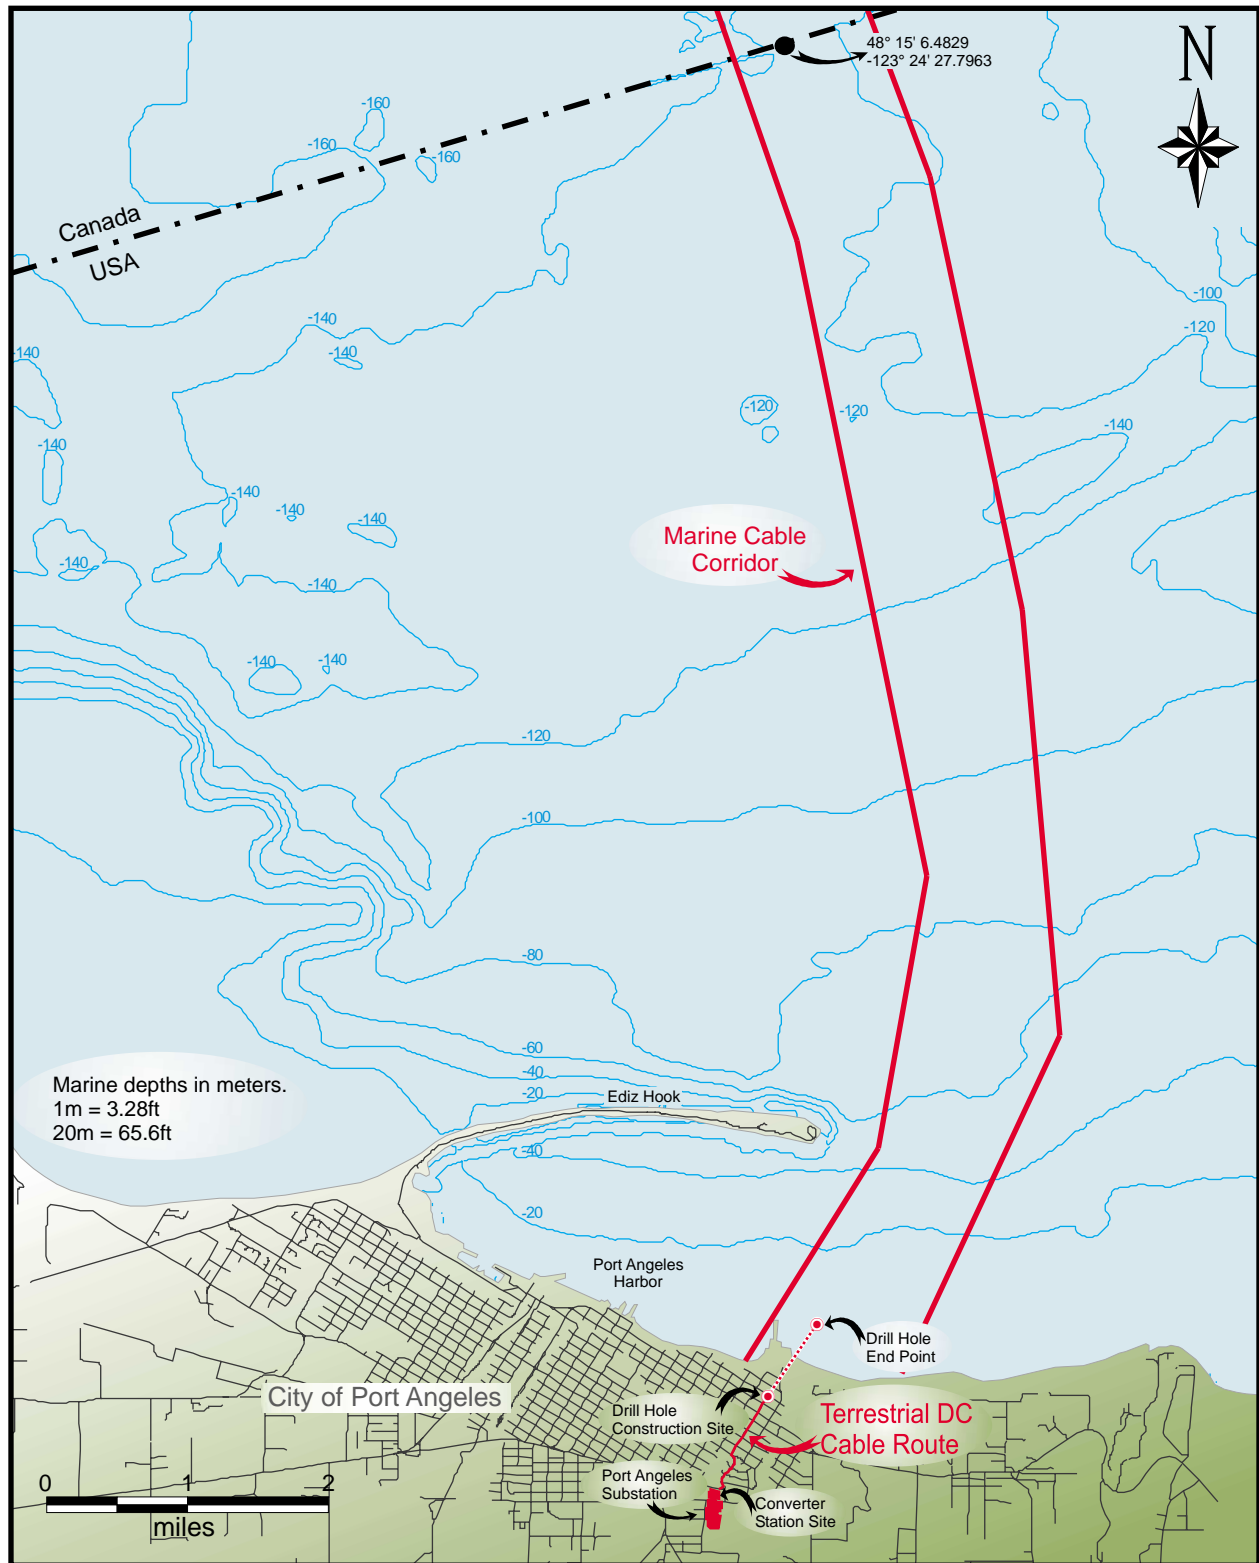 48° 15' 6.4829
-123° 24' 27.7963
N
-160
-160
-160
Canada
USA
-100
-140
-120
-140
-140
-120
-120
-140
-140
-140
-140
-140
Marine Cable
Corridor
-140
-140
-140
-140
-120
-100
-80
-60
-40
-20
Marine depths in meters.
1m = 3.28ft
20m = 65.6ft
Ediz Hook
-40
-20
Port Angeles
Harbor
Drill Hole
End Point
City of Port Angeles
Drill Hole
Construction Site
Terrestrial DC
Cable Route
Port Angeles
Substation
Converter
Station Site
0 1 2
miles